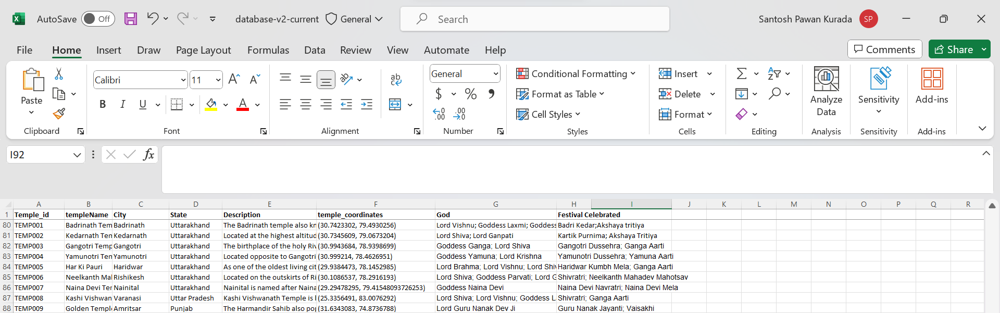 AutoSave Off database-v2-current General Search Santosh Pawan Kurada SP
File Home Insert Draw Page Layout Formulas Data Review View Automate Help Comments Share
Paste
Clipboard
Calibri 11
B I U
Font
Alignment
General
$ % ,
Number
Conditional Formatting
Format as Table
Cell Styles
Styles
Insert
Delete
Format
Cells
Editing
Analyze
Data
Analysis
Sensitivity
Sensitivity
Add-ins
Add-ins
I92 fx
A B C D E F G H I J K L M N O P Q R
1 Temple_id templeName City State Description temple_coordinates God Festival Celebrated
80 TEMP001 Badrinath Tem Badrinath Uttarakhand The Badrinath temple also kn (30.7423302, 79.4930256) Lord Vishnu; Goddess Laxmi; Goddess Badri Kedar;Akshaya tritiya
81 TEMP002 Kedarnath Ten Kedarnath Uttarakhand Located at the highest altitud (30.7345609, 79.0673204) Lord Shiva; Lord Ganpati Kartik Purnima; Akshaya Tritiya
82 TEMP003 Gangotri Temp Gangotri Uttarakhand The birthplace of the holy Riv (30.9943684, 78.9398699) Goddess Ganga; Lord Shiva Gangotri Dussehra; Ganga Aarti
83 TEMP004 Yamunotri Ten Yamunotri Uttarakhand Located opposite to Gangotri (30.999214, 78.4626951) Goddess Yamuna; Lord Krishna Yamunotri Dussehra; Yamuna Aarti
84 TEMP005 Har Ki Pauri Haridwar Uttarakhand As one of the oldest living cit (29.9384473, 78.1452985) Lord Brahma; Lord Vishnu; Lord Shiv Haridwar Kumbh Mela; Ganga Aarti
85 TEMP006 Neelkanth Mal Rishikesh Uttarakhand Located on the outskirts of Ri (30.1086537, 78.2916193) Lord Shiva; Goddess Parvati; Lord G Shivratri; Neelkanth Mahadev Mahotsav
86 TEMP007 Naina Devi Ter Nainital Uttarakhand Nainital is named after Naina (29.29478295, 79.41548093726253) Goddess Naina Devi Naina Devi Navratri; Naina Devi Mela
87 TEMP008 Kashi Vishwan Varanasi Uttar Pradesh Kashi Vishwanath Temple is l (25.3356491, 83.0076292) Lord Shiva; Lord Vishnu; Goddess L Shivratri; Ganga Aarti
88 TEMP009 Golden Temple Amritsar Punjab The Harmandir Sahib also pop (31.6343083, 74.8736788) Lord Guru Nanak Dev Ji Guru Nanak Jayanti; Vaisakhi